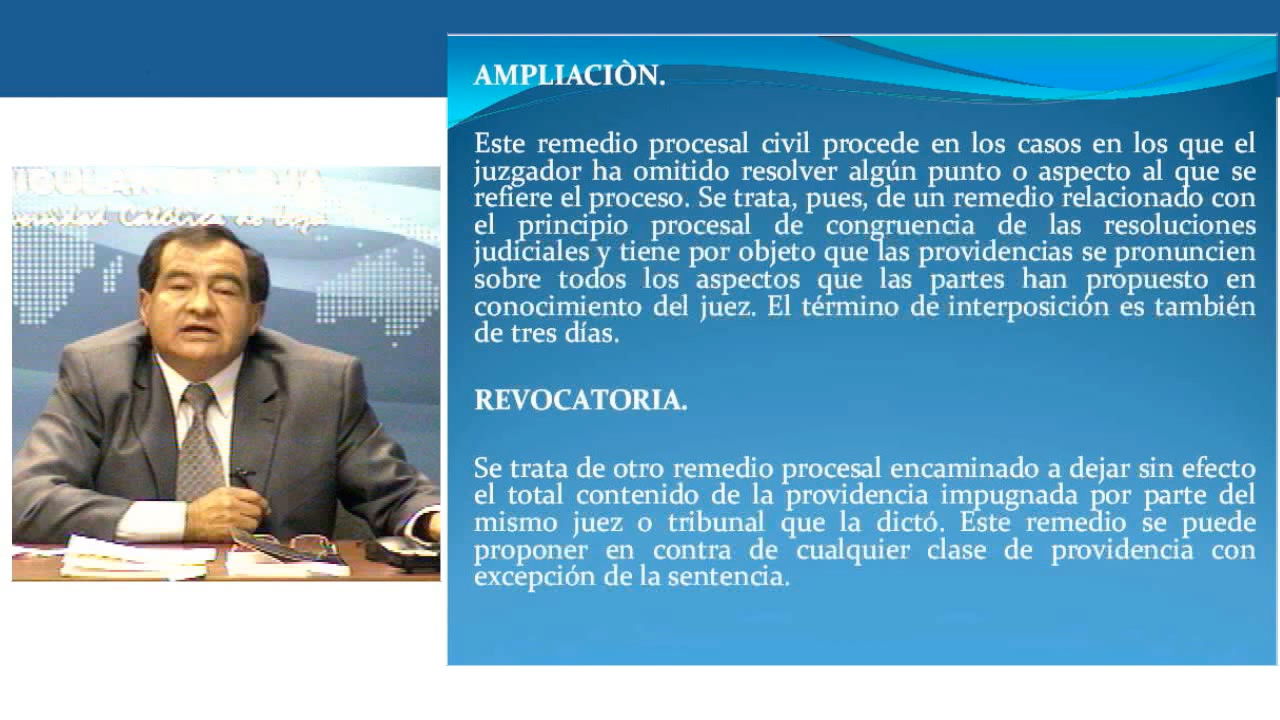 Católica de Loja
AMPLIACIÒN.
Este remedio procesal civil procede en los casos en los que el
juzgador ha omitido resolver algún punto o aspecto al que se
refiere el proceso. Se trata, pues, de un remedio relacionado con
el principio procesal de congruencia de las resoluciones
judiciales y tiene por objeto que las providencias se pronuncien
sobre todos los aspectos que las partes han propuesto en
conocimiento del juez. El término de interposición es también
de tres días.
REVOCATORIA.
Se trata de otro remedio procesal encaminado a dejar sin efecto
el total contenido de la providencia impugnada por parte del
mismo juez o tribunal que la dictó. Este remedio se puede
proponer en contra de cualquier clase de providencia con
excepción de la sentencia.